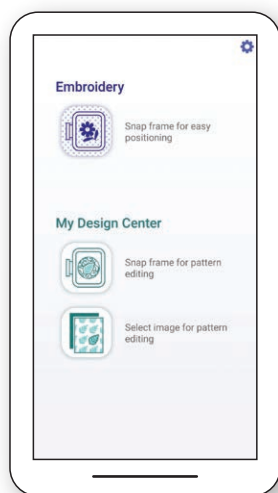 Embroidery
Snap frame for easy
positioning
My Design Center
Snap frame for pattern
editing
Select image for pattern
editing